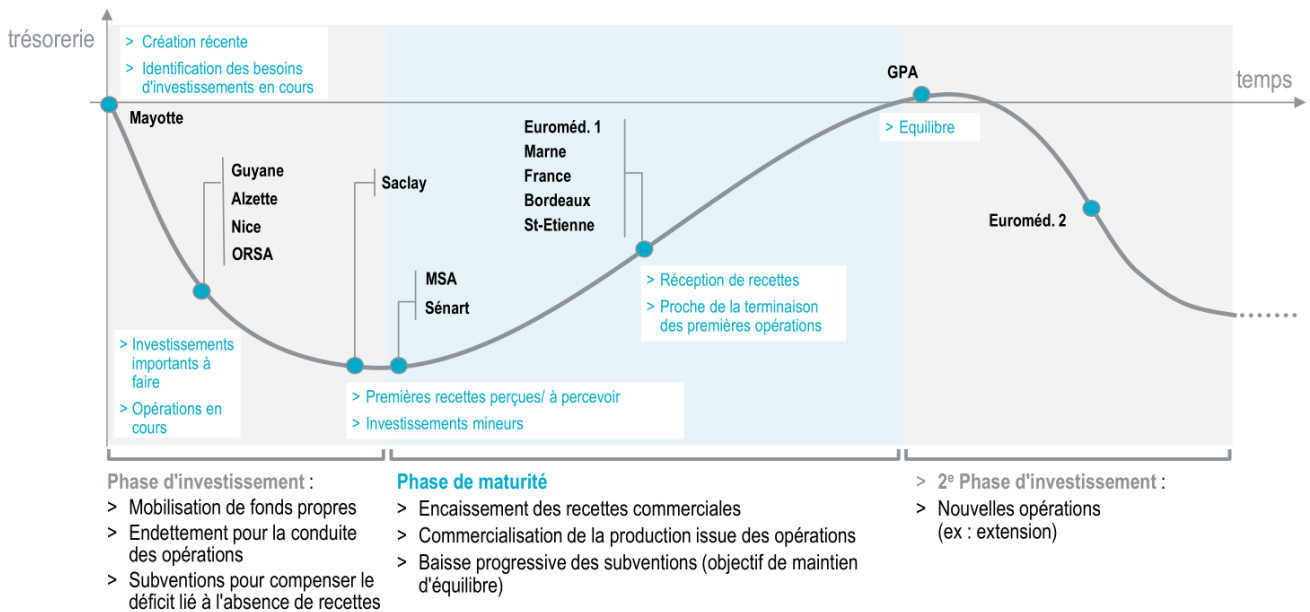 trésorerie
> Création récente
> Identification des besoins
d'investissements en cours
GPA
temps
Mayotte
> Equilibre
Euroméd. 1
Marne
France
Bordeaux
St-Etienne
Guyane
Alzette
Nice
ORSA
Saclay
Euroméd. 2
MSA
Sénart
> Réception de recettes
> Proche de la terminaison
des premières opérations
> Investissements
importants à
faire
> Opérations en
cours
> Premières recettes perçues/ à percevoir
> Investissements mineurs
Phase d'investissement :
> Mobilisation de fonds propres
> Endettement pour la conduite
des opérations
> Subventions pour compenser le
déficit lié à l'absence de recettes
Phase de maturité
> Encaissement des recettes commerciales
> Commercialisation de la production issue des opérations
> Baisse progressive des subventions (objectif de maintien
d'équilibre)
> 2e Phase d'investissement :
> Nouvelles opérations
(ex : extension)